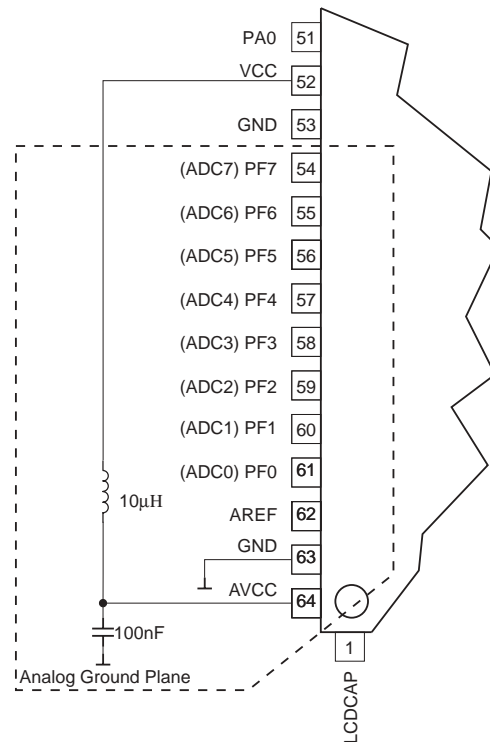 PA0 51
VCC 52
GND 53
(ADC7) PF7 54
(ADC6) PF6 55
(ADC5) PF5 56
(ADC4) PF4 57
(ADC3) PF3 58
(ADC2) PF2 59
(ADC1) PF1 60
(ADC0) PF0 61
10μH
AREF 62
GND 63
AVCC 64
100nF
1
Analog Ground Plane
LCDCAP